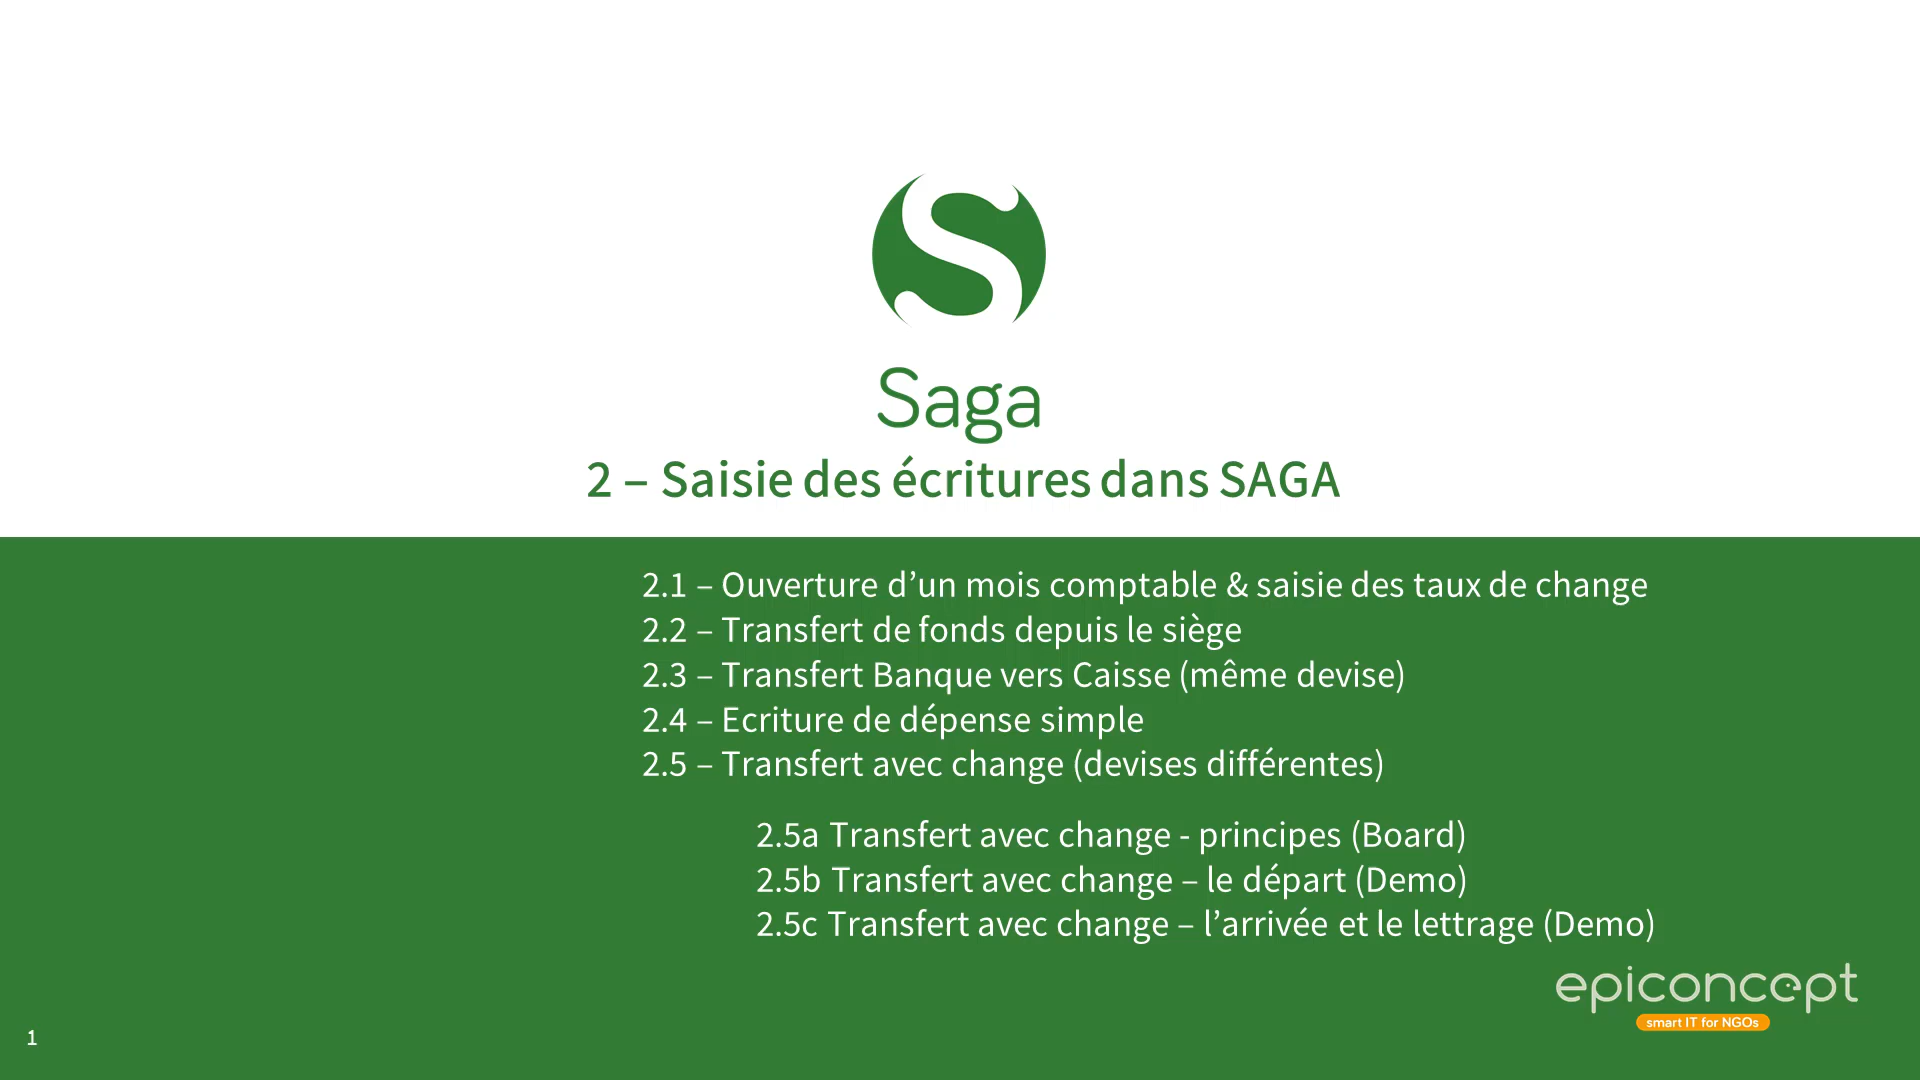 Saga
2 – Saisie des écritures dans SAGA
2.1 – Ouverture d’un mois comptable & saisie des taux de change
2.2 – Transfert de fonds depuis le siège
2.3 – Transfert Banque vers Caisse (même devise)
2.4 – Ecriture de dépense simple
2.5 – Transfert avec change (devises différentes)
2.5a Transfert avec change - principes (Board)
2.5b Transfert avec change – le départ (Demo)
2.5c Transfert avec change – l’arrivée et le lettrage (Demo)
epiconcept
smart IT for NGOs
1